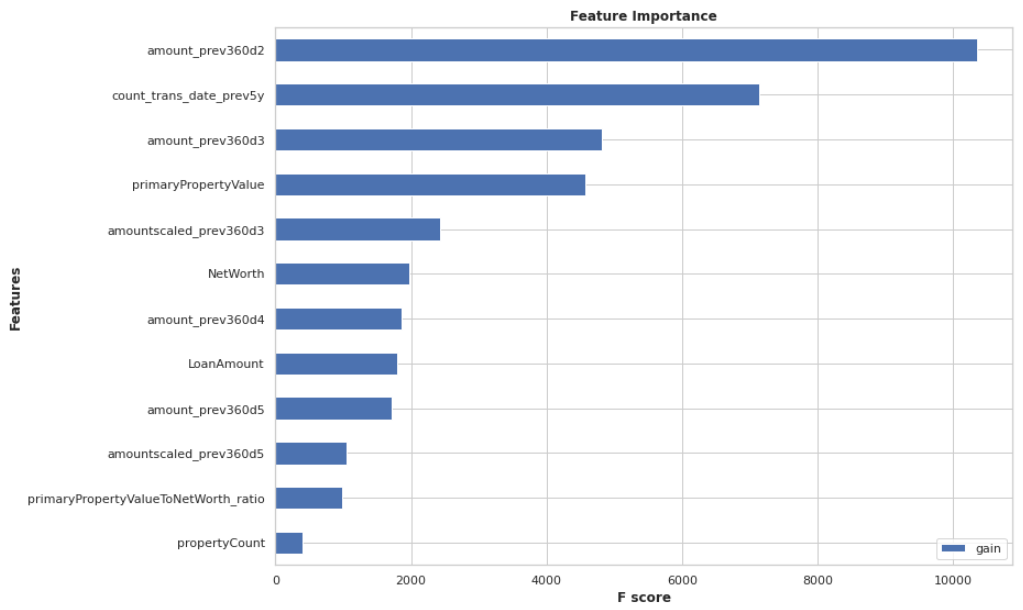 Feature Importance
amount_prev360d2
count_trans_date_prev5y
amount_prev360d3
primaryPropertyValue
amountscaled_prev360d3
NetWorth
amount_prev360d4
LoanAmount
amount_prev360d5
amountscaled_prev360d5
primaryPropertyValueToNetWorth_ratio
propertyCount
Features
gain
0 2000 4000 6000 8000 10000
F score